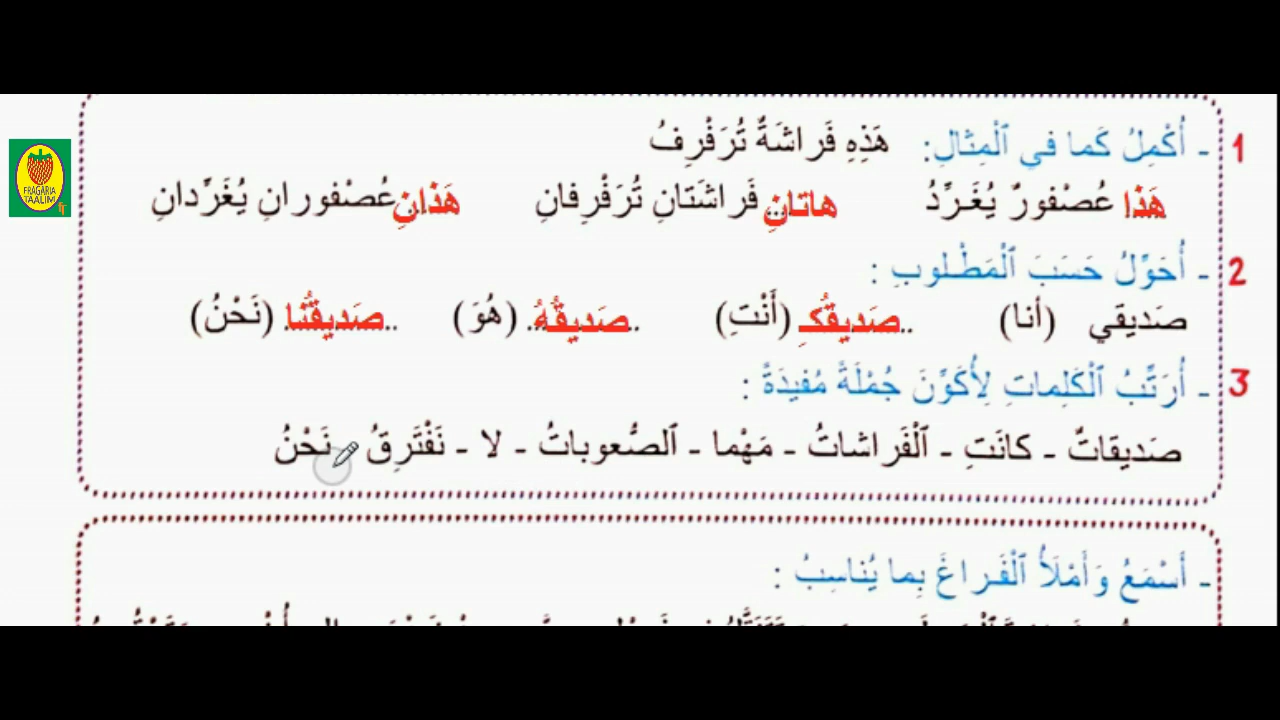 1 - أُكْمِلُ كَما في ٱلْمِثالِ: هَذِهِ فَراشَةٌ تُرَفْرِفُ
هَذا عُصْفورٌ يُغَرِّدُ هاتانِ... فَراشَتانِ تُرَفْرِفانِ هَذانِ... عُصْفورانِ يُغَرِّدانِ
FRAGARIA
TAALIM
IT
2 - أُحَوِّلُ حَسَبَ ٱلْمَطْلوبِ :
صَديقي (أنا) ..صَديقُكِ (أَنْتِ) ..صَديقُهُ... (هُوَ) ..صَديقُنا. (نَحْنُ)
3 - أُرَتِّبُ ٱلْكَلِماتِ لِأُكَوِّنَ جُمْلَةً مُفيدَةً :
صَديقاتٌ - كانَتِ - ٱلْفَراشاتُ - مَهْما - ٱلصُّعوباتُ - لا - نَفْتَرِقُ نَحْنُ
- أَسْمَعُ وَأَمْلَأُ ٱلْفَراغَ بِما يُناسِبُ :